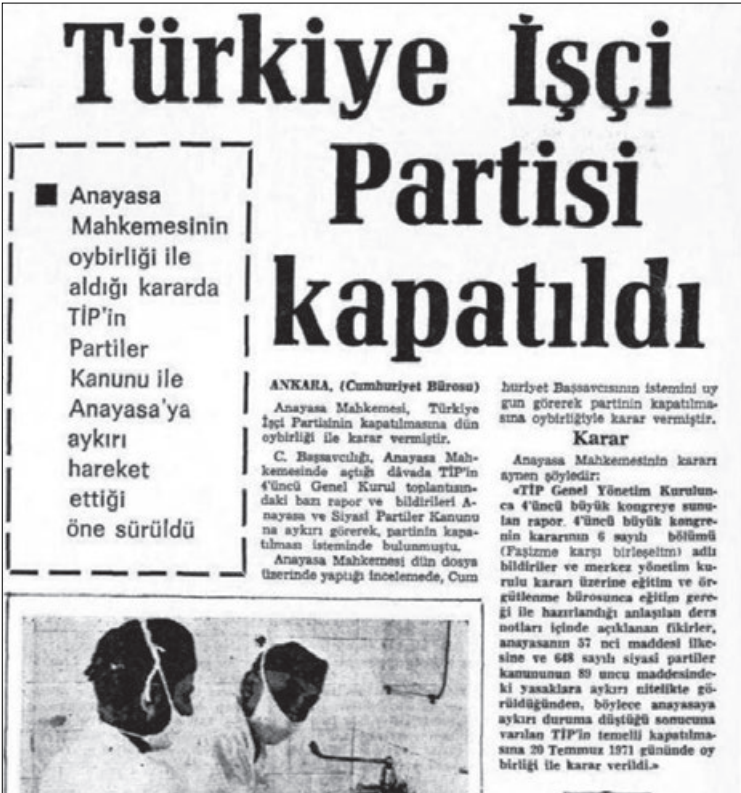 Türkiye İşçi
Partisi
kapatıldı
Anayasa
Mahkemesinin
oybirliği ile
aldığı kararda
TİP'in
Partiler
Kanunu ile
Anayasa'ya
aykırı
hareket
ettiği
öne sürüldü
ANKARA, (Cumhuriyet Bürosu)
Anayasa Mahkemesi, Türkiye
İşçi Partisinin kapatılmasına dün
oybirliği ile karar vermiştir.
C. Başsavcılığı, Anayasa Mah-
kemesinde açtığı dâvada TİP'in
4'üncü Genel Kurul toplantısın-
daki bazı rapor ve bildirileri A-
nayasa ve Siyasi Partiler Kanunu
na aykırı görerek, partinin kapa-
tılması isteminde bulunmuştu.
Anayasa Mahkemesi dün dosya
üzerinde yaptığı incelemede, Cum
huriyet Başsavcısının istemini uy
gun görerek partinin kapatılma-
sına oybirliğiyle karar vermiştir.
Karar
Anayasa Mahkemesinin kararı
aynen şöyledir:
«TİP Genel Yönetim Kurulun-
ca 4'üncü büyük kongreye sunu-
lan rapor, 4'üncü büyük kongre-
nin kararının 6 sayılı bölümü
(Faşizme karşı birleşelim) adlı
bildiriler ve merkez yönetim ku-
rulu kararı üzerine eğitim ve ör-
gütlenme bürosunca eğitim gere-
ği ile hazırlandığı anlaşılan ders
notları içinde açıklanan fikirler,
anayasanın 57 nci maddesi ilke-
sine ve 648 sayılı siyasi partiler
kanununun 89 uncu maddesinde-
ki yasaklara aykırı nitelikte gö-
rüldüğünden, böylece anayasaya
aykırı duruma düştüğü sonucuna
varılan TİP'in temelli kapatılma-
sına 20 Temmuz 1971 gününde oy
birliği ile karar verildi.»